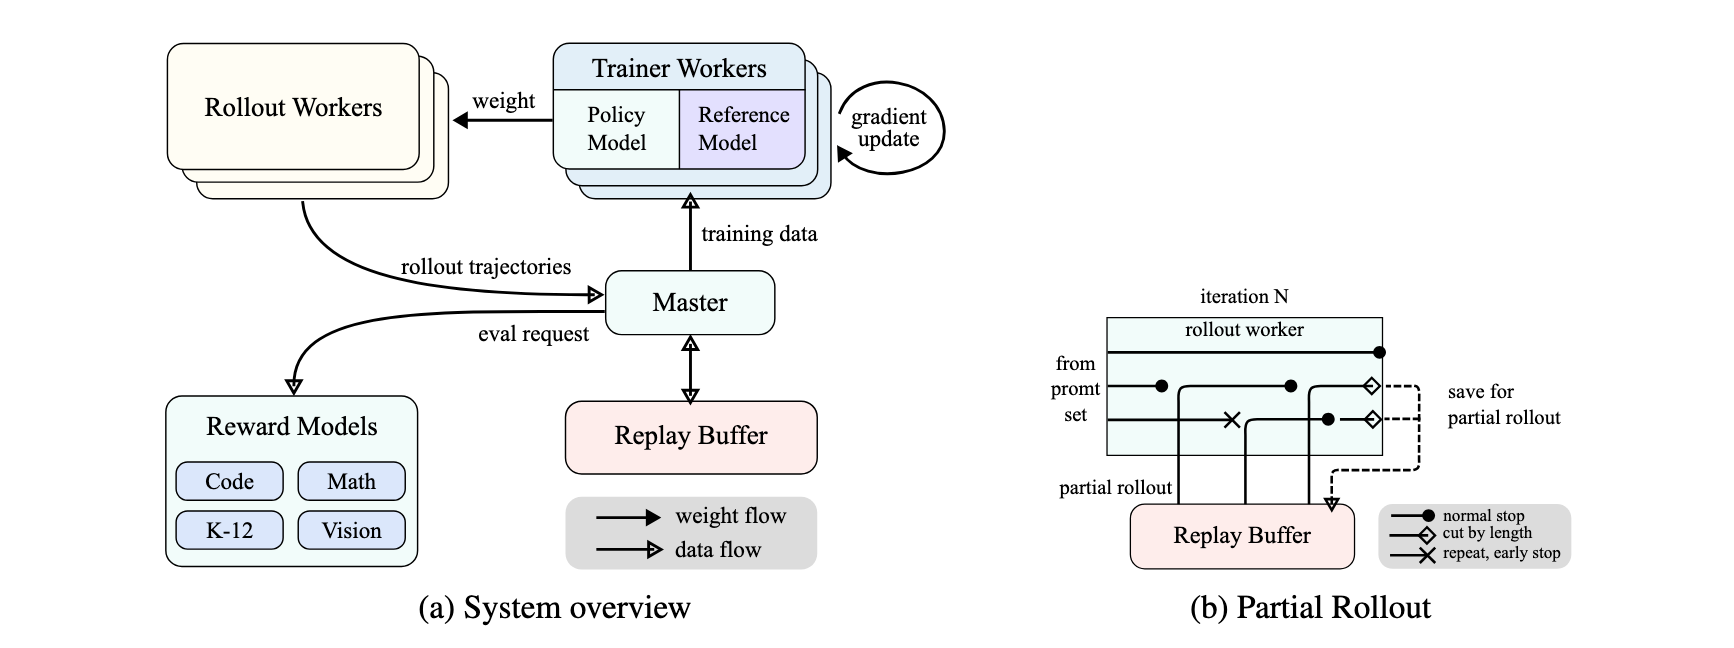 Rollout Workers
weight
Trainer Workers
Policy
Model
Reference
Model
gradient
update
training data
rollout trajectories
Master
eval request
Reward Models
Code
Math
K-12
Vision
Replay Buffer
weight flow
data flow
(a) System overview
iteration N
rollout worker
from
promt
set
save for
partial rollout
partial rollout
Replay Buffer
normal stop
cut by length
repeat, early stop
(b) Partial Rollout